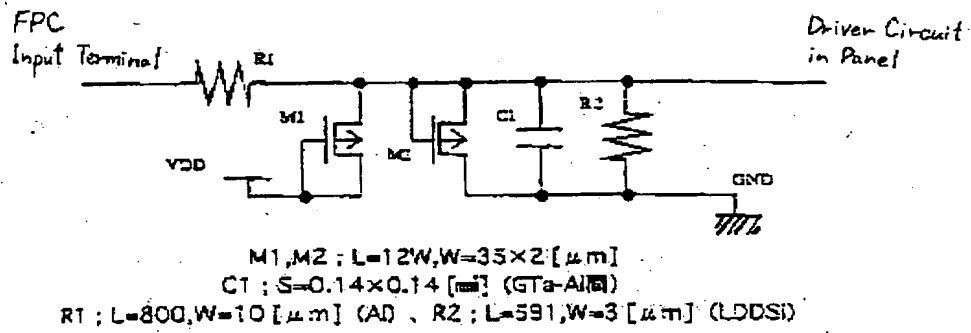 FPC
Input Terminal
Driver Circuit
in Panel
R1
M1
M2
C1
R2
VDD
GND
M1,M2 ; L=12W,W=35×2 [μm]
C1 ; S=0.14×0.14 [㎟] (GTa-Al間)
R1 ; L=800,W=10 [μm] (Al) 、 R2 ; L=591,W=3 [μm] (LDDSi)